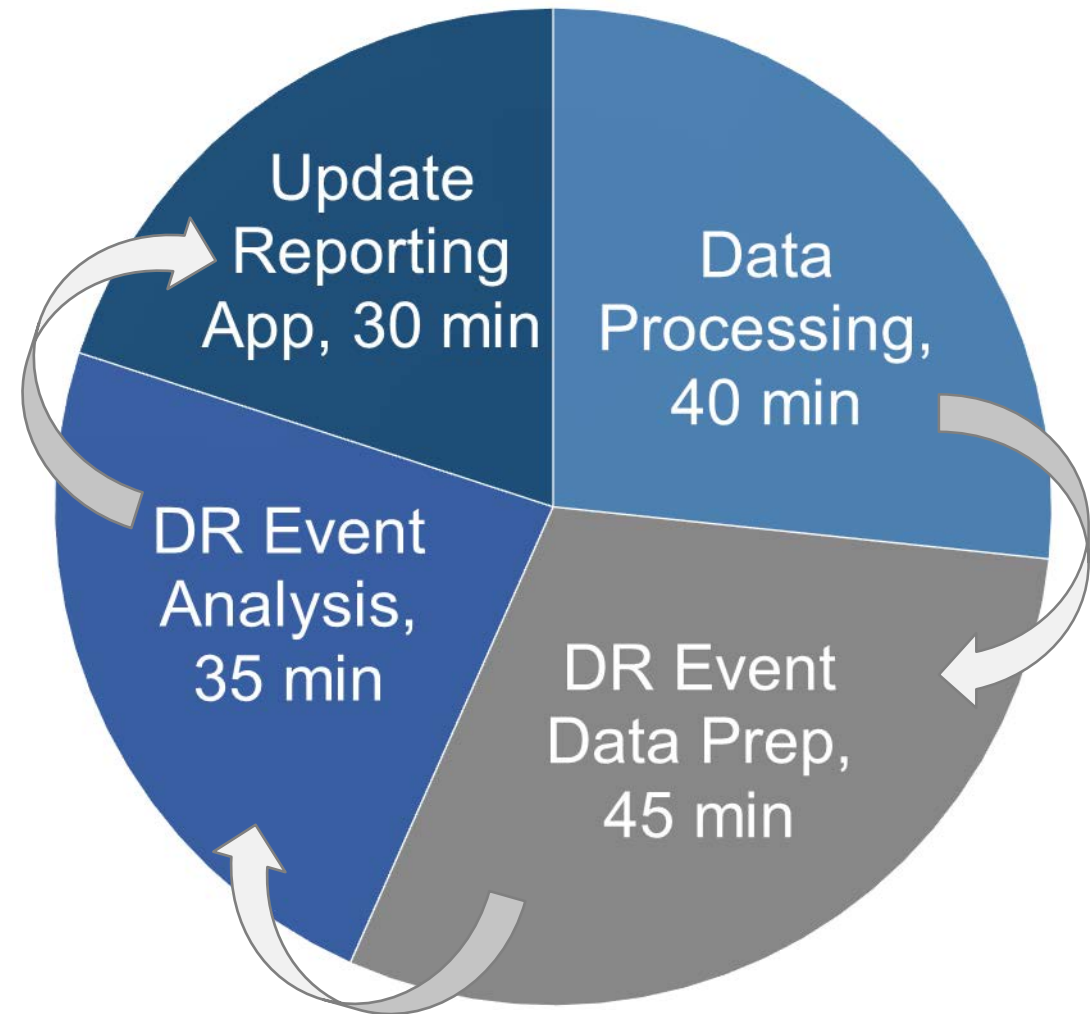 Data
Processing,
40 min
DR Event
Data Prep,
45 min
DR Event
Analysis,
35 min
Update
Reporting
App, 30 min